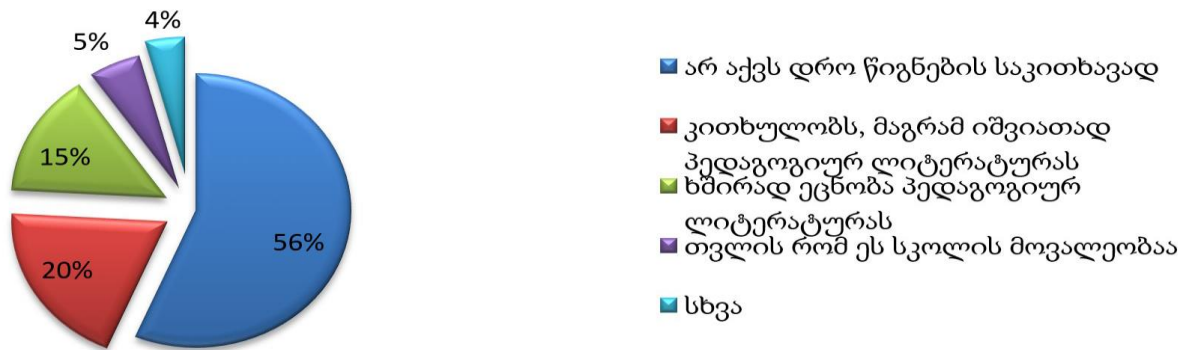 4%
5%
15%
20%
56%
არ აქვს დრო წიგნების საკითხავად
კითხულობს, მაგრამ იშვიათად
პედაგოგიურ ლიტერატურას
ხშირად ეცნობა პედაგოგიურ
ლიტერატურას
თვლის რომ ეს სკოლის მოვალეობაა
სხვა